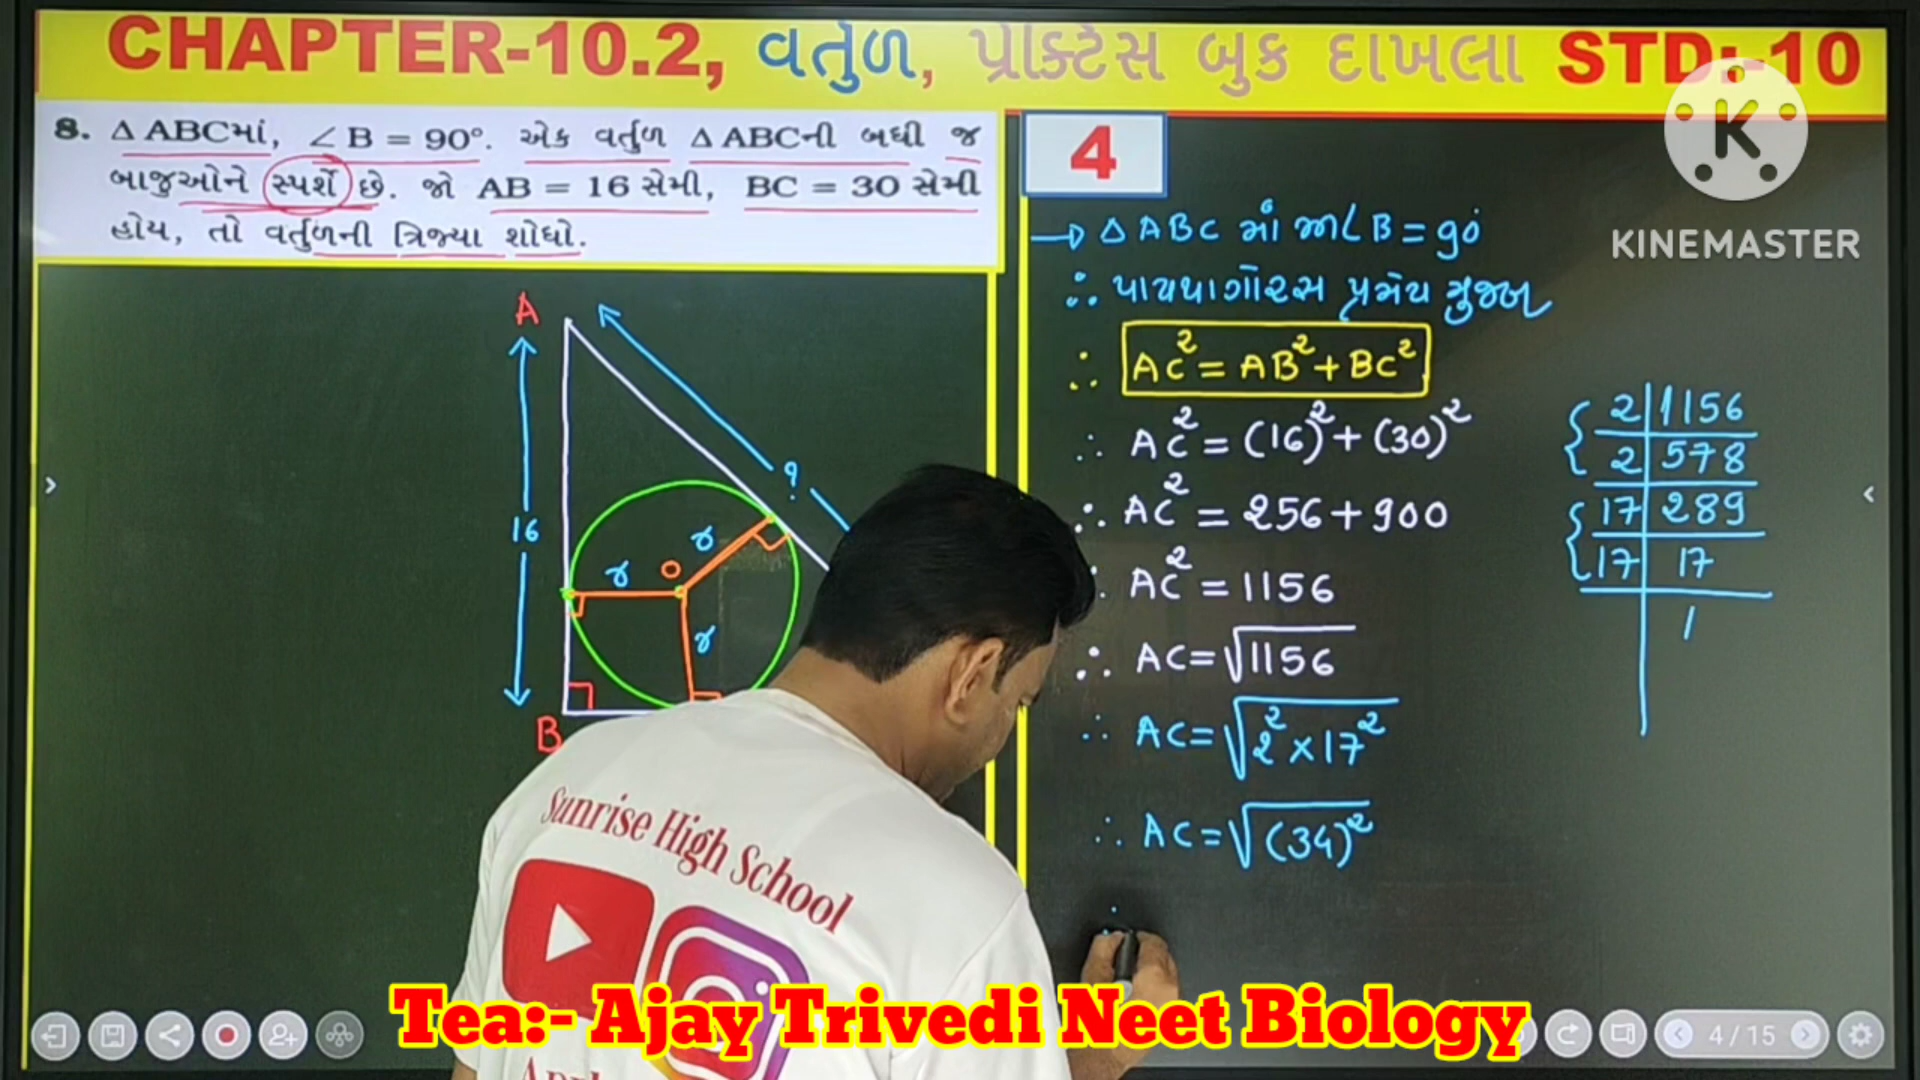 CHAPTER-10.2, વર્તુળ, પ્રેક્ટિસ બુક દાખલા STD:-10
8. Δ ABCમાં, ∠B = 90°. એક વર્તુળ Δ ABCની બધી જ
બાજુઓને સ્પર્શે છે. જો AB = 16 સેમી, BC = 30 સેમી
હોય, તો વર્તુળની ત્રિજ્યા શોધો.
A
?
16
r
O
r
r
B
4
KINEMASTER
→ Δ ABC માં ∠B = 90°
∴ પાયથાગોરસ પ્રમેય મુજબ
∴ AC² = AB² + BC²
∴ AC² = (16)² + (30)²
∴ AC² = 256 + 900
∴ AC² = 1156
∴ AC = √1156
∴ AC = √2² × 17²
∴ AC = √(34)²
2 | 1156
2 | 578
17 | 289
17 | 17
1
Sunrise High School
Tea:- Ajay Trivedi Neet Biology
4 / 15